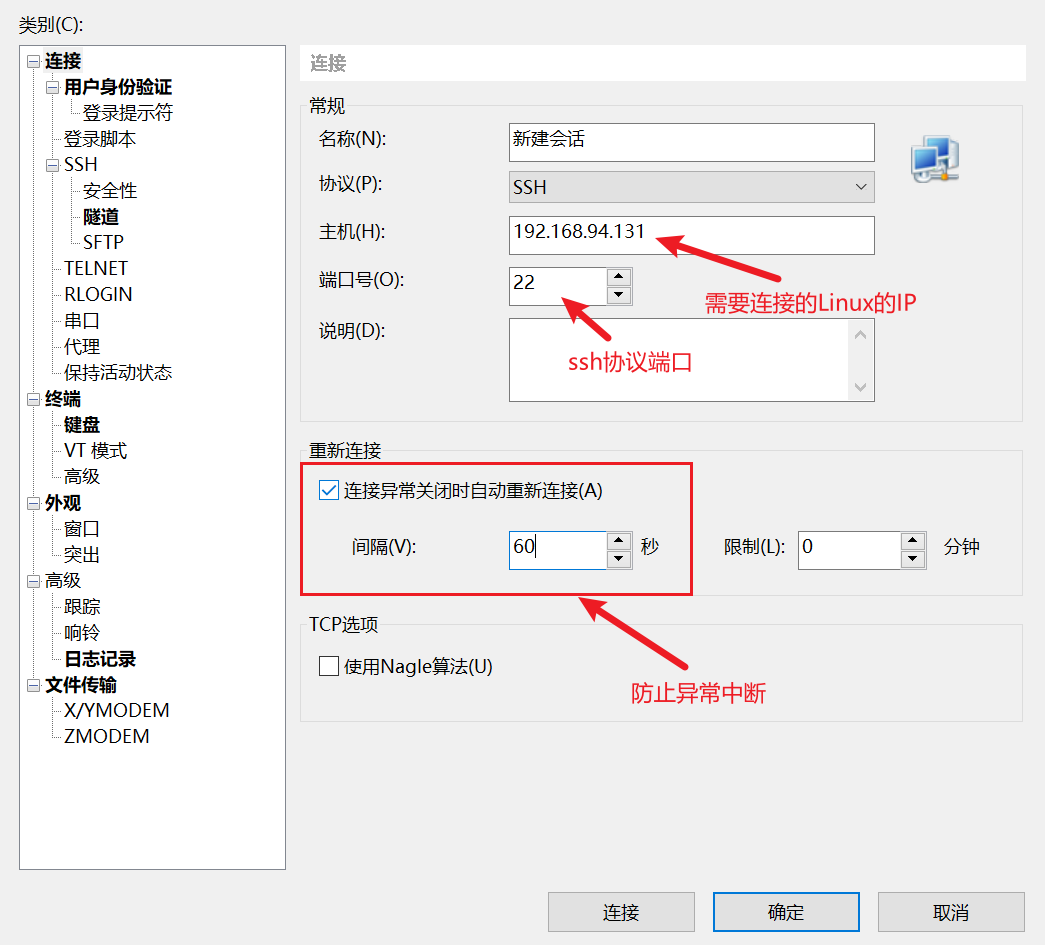 类别(C):
连接
用户身份验证
登录提示符
登录脚本
SSH
安全性
隧道
SFTP
TELNET
RLOGIN
串口
代理
保持活动状态
终端
键盘
VT 模式
高级
外观
窗口
突出
高级
跟踪
响铃
日志记录
文件传输
X/YMODEM
ZMODEM
连接
常规
名称(N): 新建会话
协议(P): SSH
主机(H): 192.168.94.131
需要连接的Linux的IP
端口号(O): 22
ssh协议端口
说明(D):
重新连接
连接异常关闭时自动重新连接(A)
间隔(V): 60 秒 限制(L): 0 分钟
TCP选项
使用Nagle算法(U)
防止异常中断
连接 确定 取消